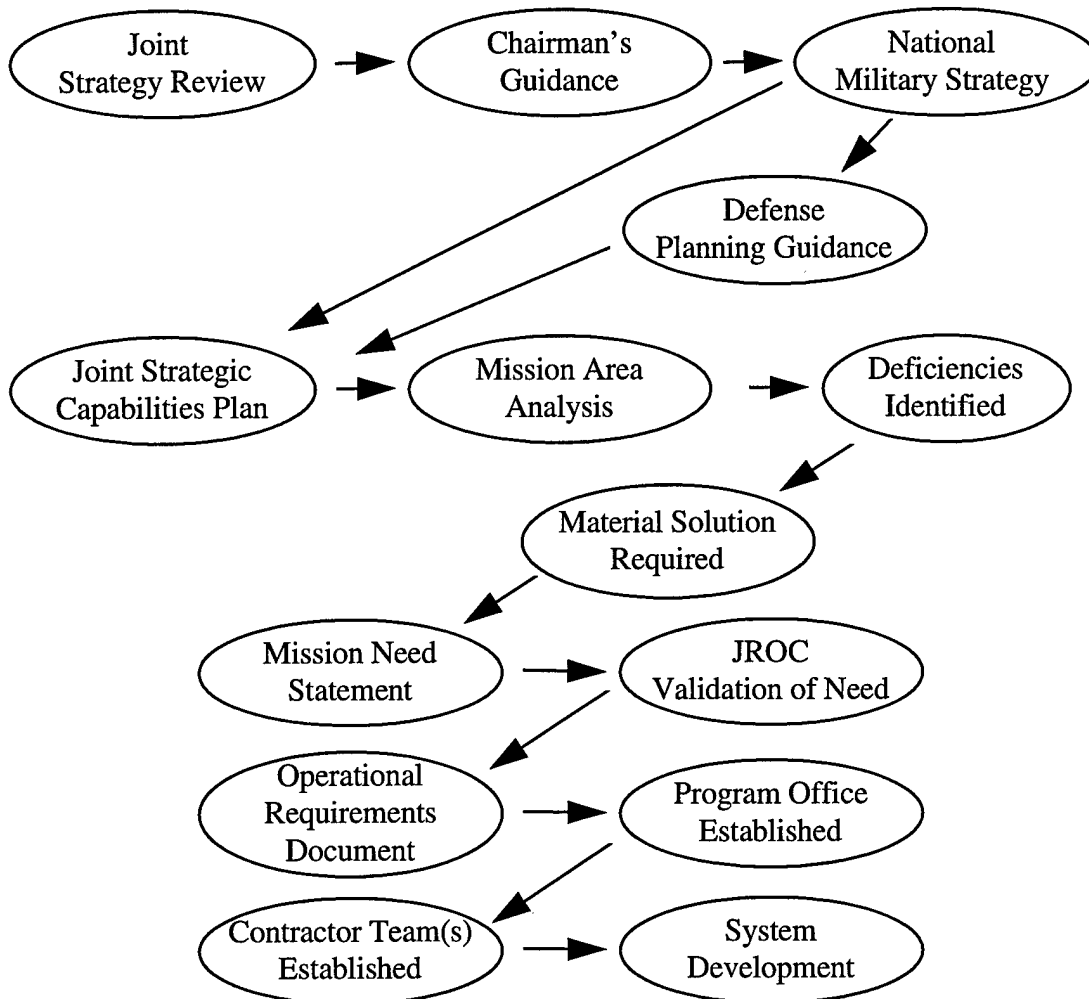 Joint
Strategy Review
Chairman's
Guidance
National
Military Strategy
Defense
Planning Guidance
Joint Strategic
Capabilities Plan
Mission Area
Analysis
Deficiencies
Identified
Material Solution
Required
Mission Need
Statement
JROC
Validation of Need
Operational
Requirements
Document
Program Office
Established
Contractor Team(s)
Established
System
Development